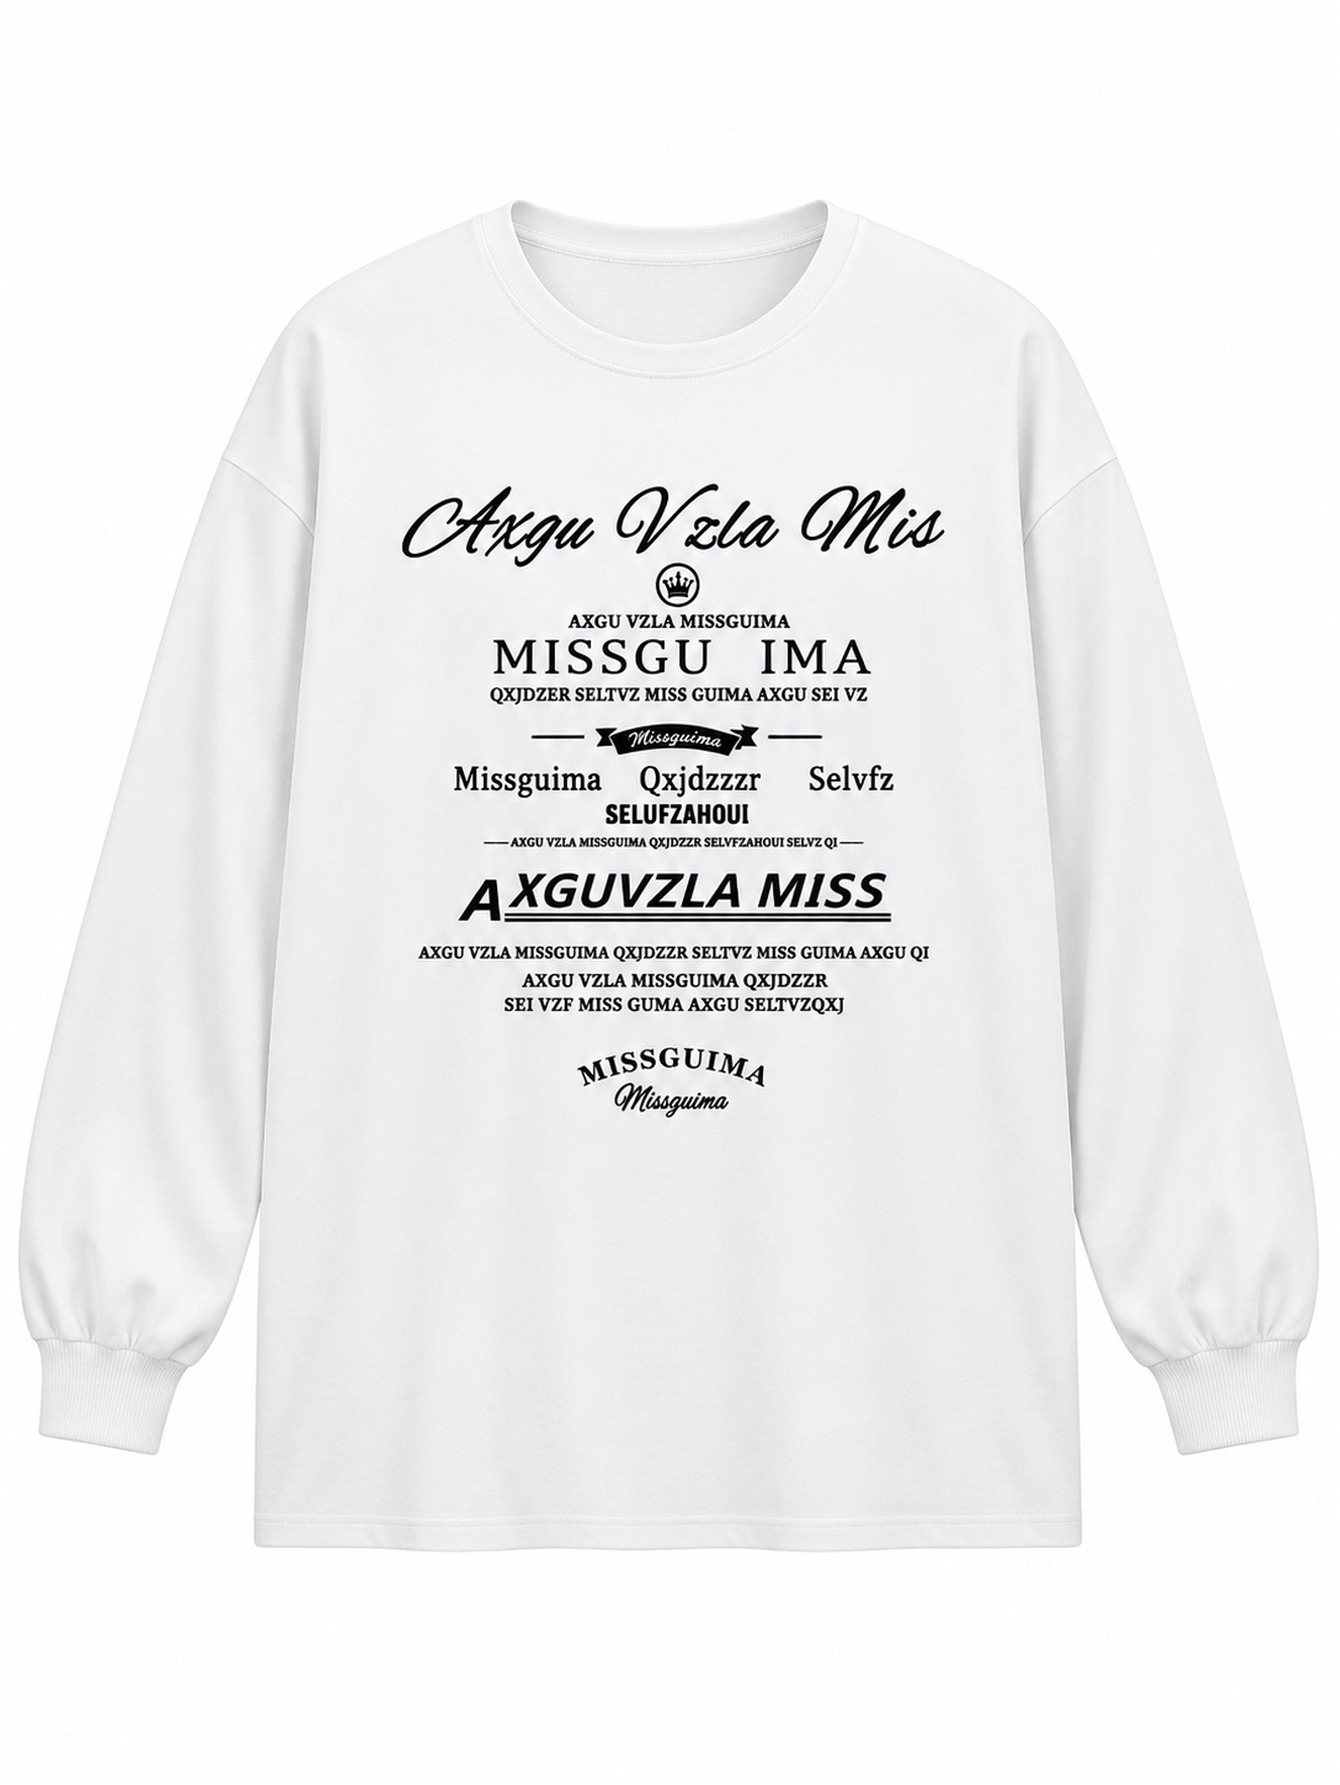 Axgu Vzla Mis
AXGU VZLA MISSGUIMA
MISSGU IMA
QXJDZER SELTVZ MISS GUIMA AXGU SEI VZ
Missguima
Missguima Qxjdzzzr Selvfz
SELUFZAHOUI
AXGU VZLA MISSGUIMA QXJDZZR SELVFZAHOUI SELVZ QI
AXGUVZLA MISS
AXGU VZLA MISSGUIMA QXJDZZR SELTVZ MISS GUIMA AXGU QI
AXGU VZLA MISSGUIMA QXJDZZR
SEI VZF MISS GUMA AXGU SELTVZQXJ
MISSGUIMA
Missguima